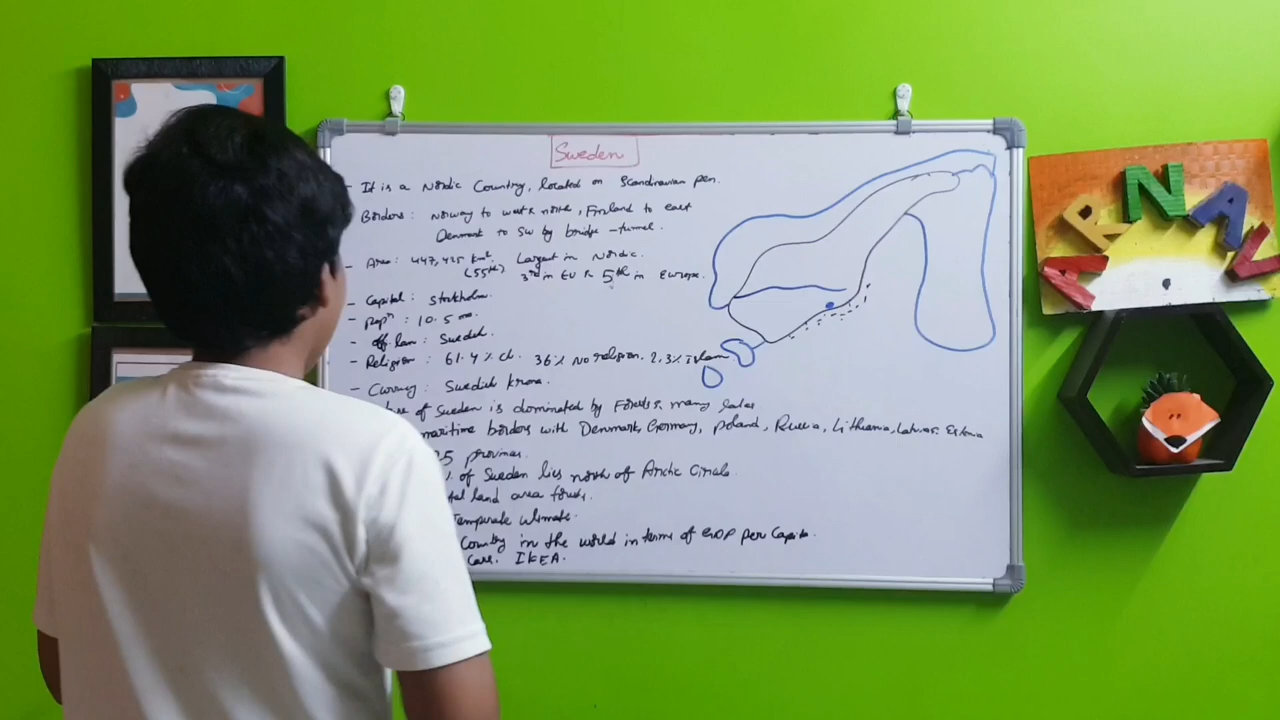 Sweden
- It is a Nordic Country, located on Scandinavian pen.
Borders: Norway to west & north, Finland to east
Denmark to SW by bridge-tunnel.
- Area: 447,425 km² Largest in Nordic.
(55th) 3rd in EU & 5th in Europe.
- Capital: Stockholm.
- Popn: 10.5 mn.
- off. lan: Swedish.
- Religion: 61.4% ch. 36% No religion. 2.3% Islam
- Currency: Swedish krona.
of Sweden is dominated by Forests. many lakes
maritime borders with Denmark, Germany, Poland, Russia, Lithuania, Latvia, Estonia
25 provinces.
% of Sweden lies north of Arctic Circle.
land area forests.
Temperate climate.
Country in the world in terms of GDP per Capita.
IKEA.
ARNAV